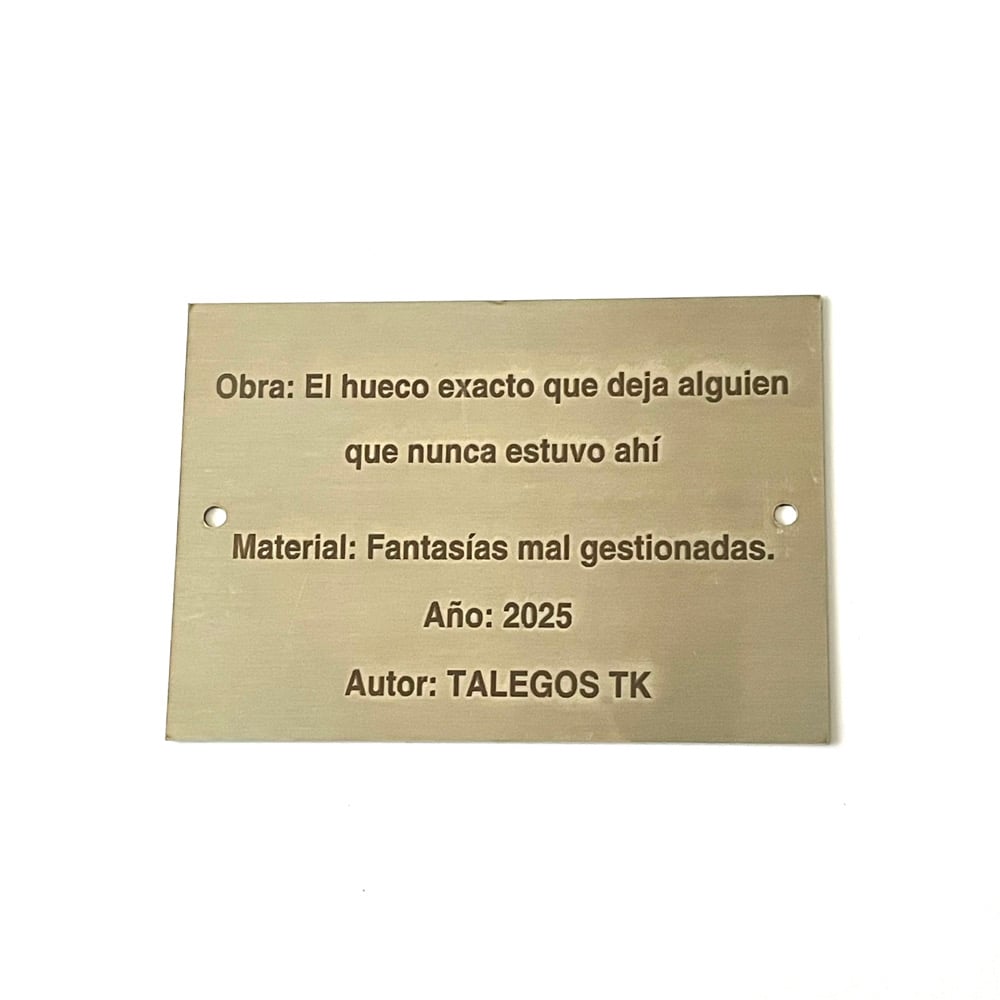 Obra: El hueco exacto que deja alguien
que nunca estuvo ahí
Material: Fantasías mal gestionadas.
Año: 2025
Autor: TALEGOS TK